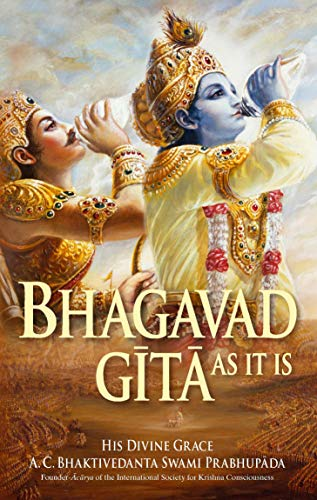 BHAGAVAD
GĪTĀ AS IT IS
HIS DIVINE GRACE
A. C. BHAKTIVEDANTA SWAMI PRABHUPĀDA
Founder-Ācārya of the International Society for Krishna Consciousness